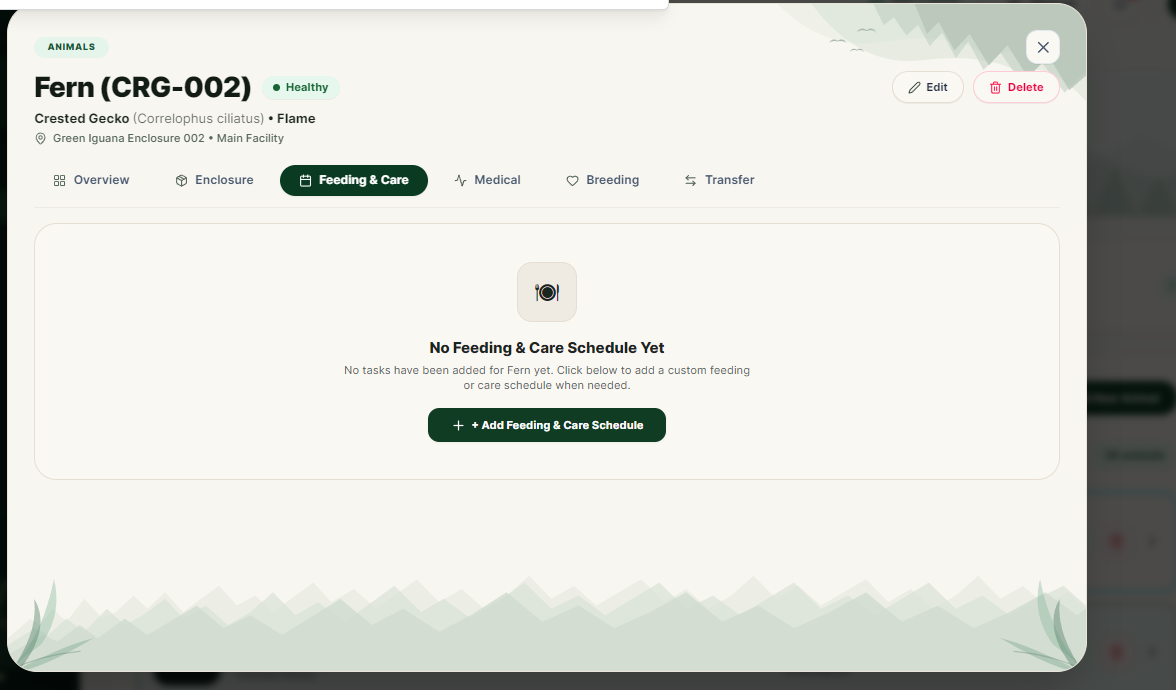 ANIMALS
Fern (CRG-002) Healthy
Edit Delete
Crested Gecko (Correlophus ciliatus) • Flame
Green Iguana Enclosure 002 • Main Facility
Overview Enclosure Feeding & Care Medical Breeding Transfer
No Feeding & Care Schedule Yet
No tasks have been added for Fern yet. Click below to add a custom feeding
or care schedule when needed.
+ Add Feeding & Care Schedule